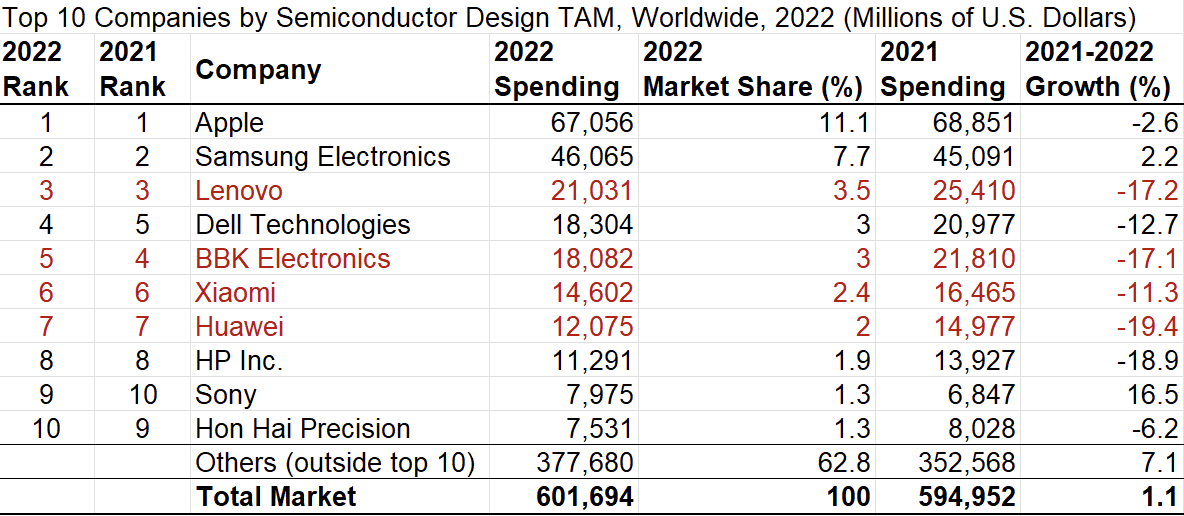 Top 10 Companies by Semiconductor Design TAM, Worldwide, 2022 (Millions of U.S. Dollars)
2022 Rank 2021 Rank Company 2022 Spending 2022 Market Share (%) 2021 Spending 2021-2022 Growth (%)
1 1 Apple 67,056 11.1 68,851 -2.6
2 2 Samsung Electronics 46,065 7.7 45,091 2.2
3 3 Lenovo 21,031 3.5 25,410 -17.2
4 5 Dell Technologies 18,304 3 20,977 -12.7
5 4 BBK Electronics 18,082 3 21,810 -17.1
6 6 Xiaomi 14,602 2.4 16,465 -11.3
7 7 Huawei 12,075 2 14,977 -19.4
8 8 HP Inc. 11,291 1.9 13,927 -18.9
9 10 Sony 7,975 1.3 6,847 16.5
10 9 Hon Hai Precision 7,531 1.3 8,028 -6.2
Others (outside top 10) 377,680 62.8 352,568 7.1
Total Market 601,694 100 594,952 1.1